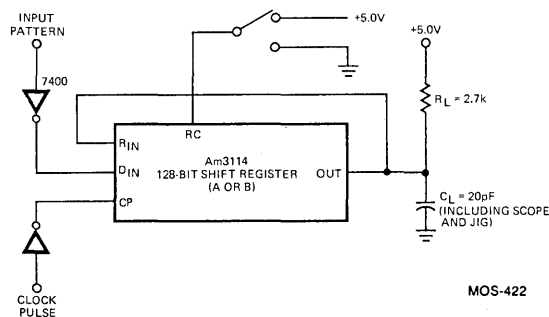 INPUT
PATTERN
7400
+5.0V
+5.0V
RL = 2.7k
RIN
RC
Am3114
128-BIT SHIFT REGISTER
(A OR B)
OUT
DIN
CP
CL = 20pF
(INCLUDING SCOPE
AND JIG)
CLOCK
PULSE
MOS-422